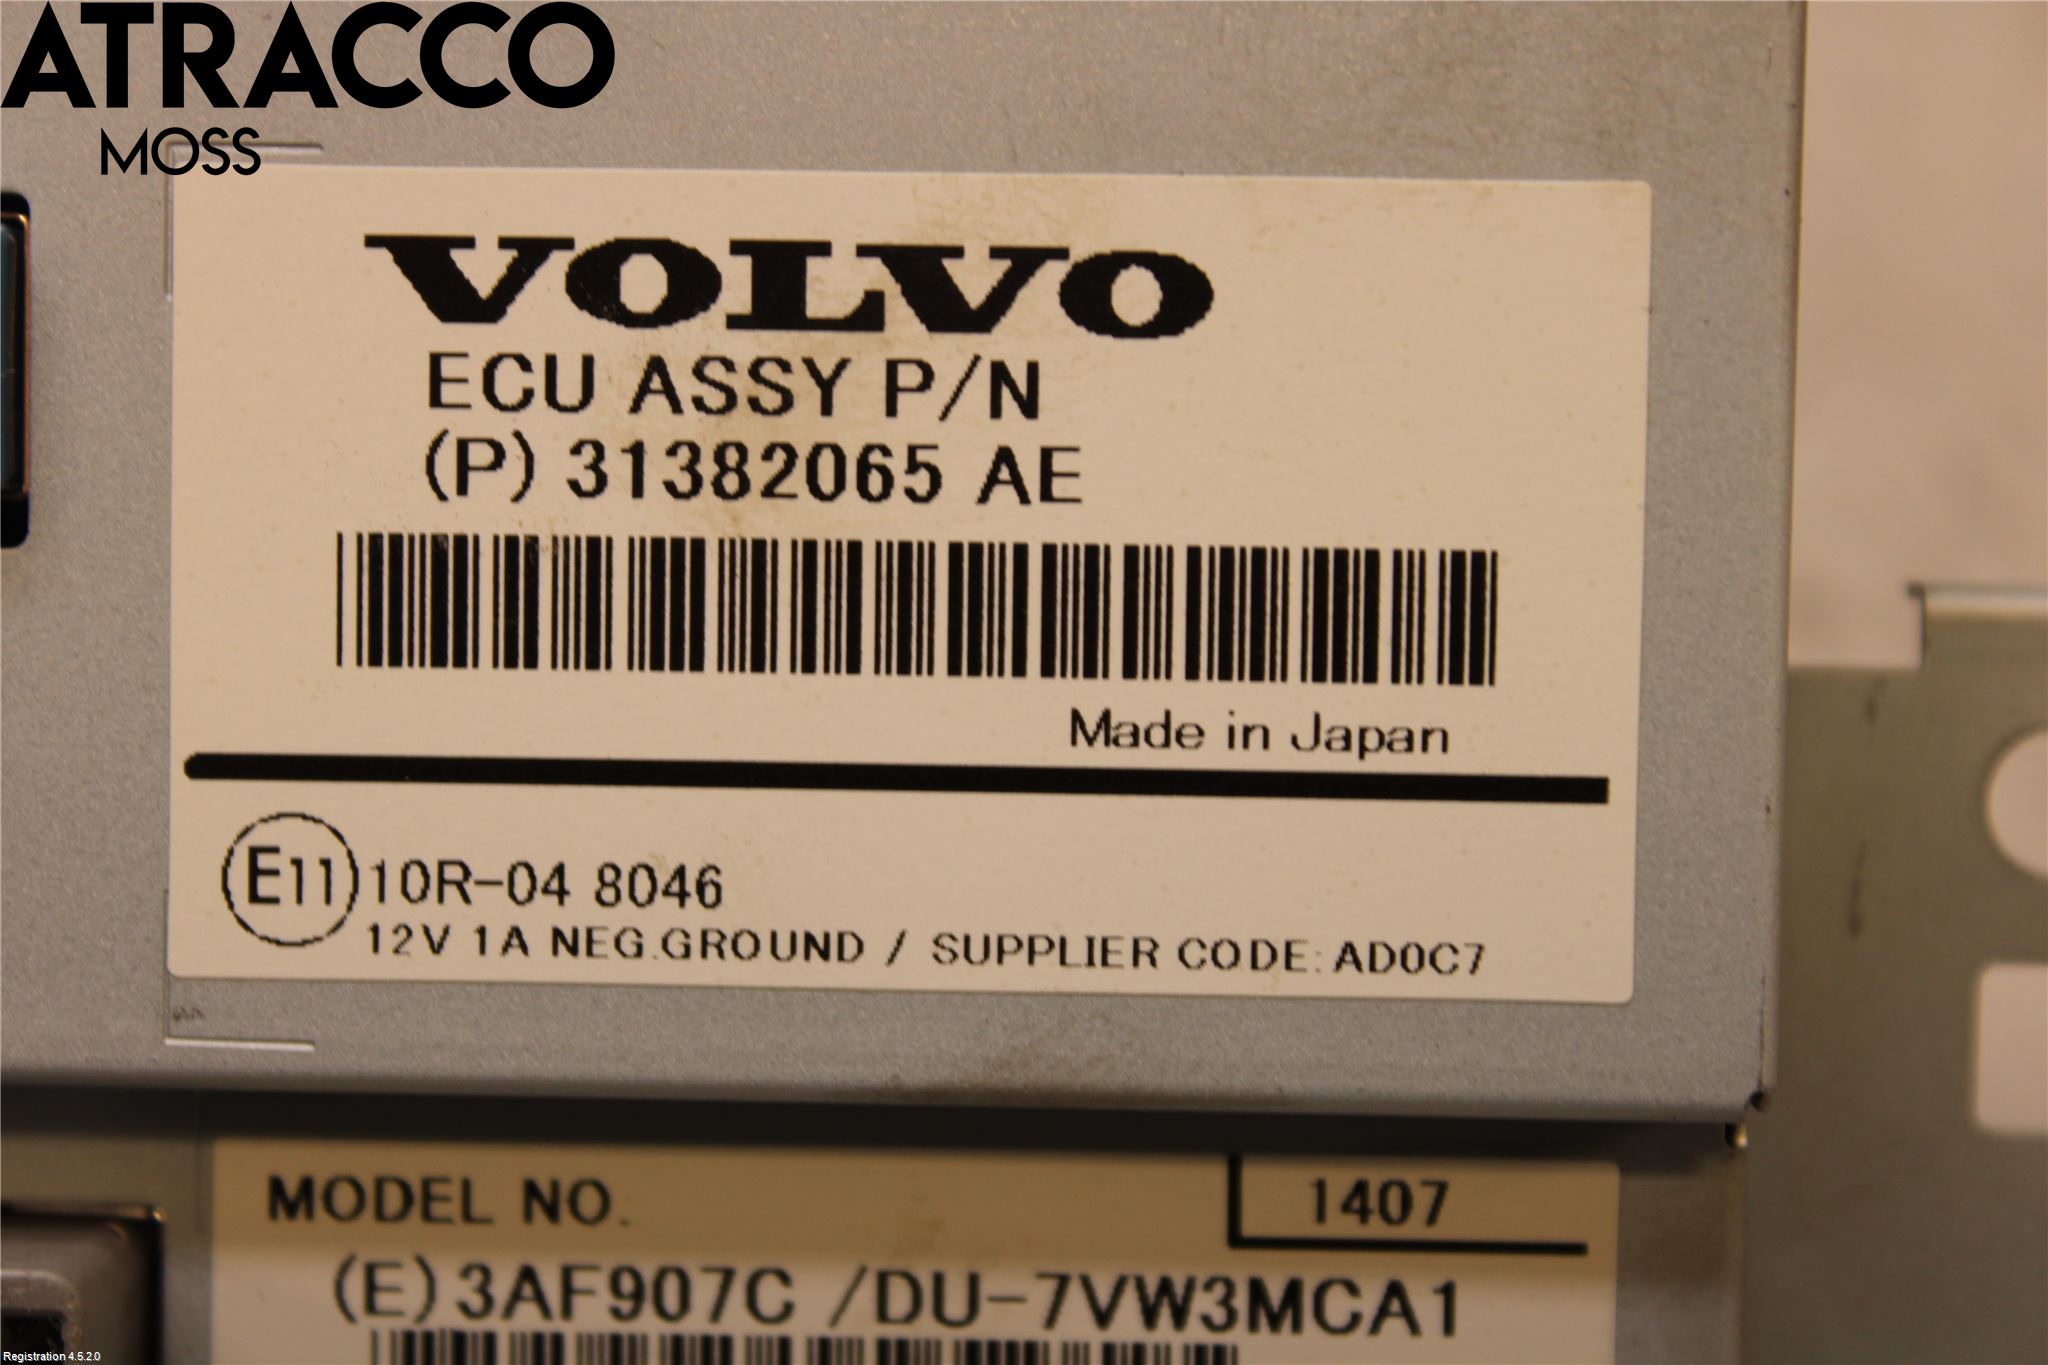 ATRACCO
MOSS
VOLVO
ECU ASSY P/N
(P) 31382065 AE
Made in Japan
E11 10R-04 8046
12V 1A NEG.GROUND / SUPPLIER CODE: AD0C7
MODEL NO.
1407
(E) 3AF907C /DU-7VW3MCA1
Registration 4.5.2.0